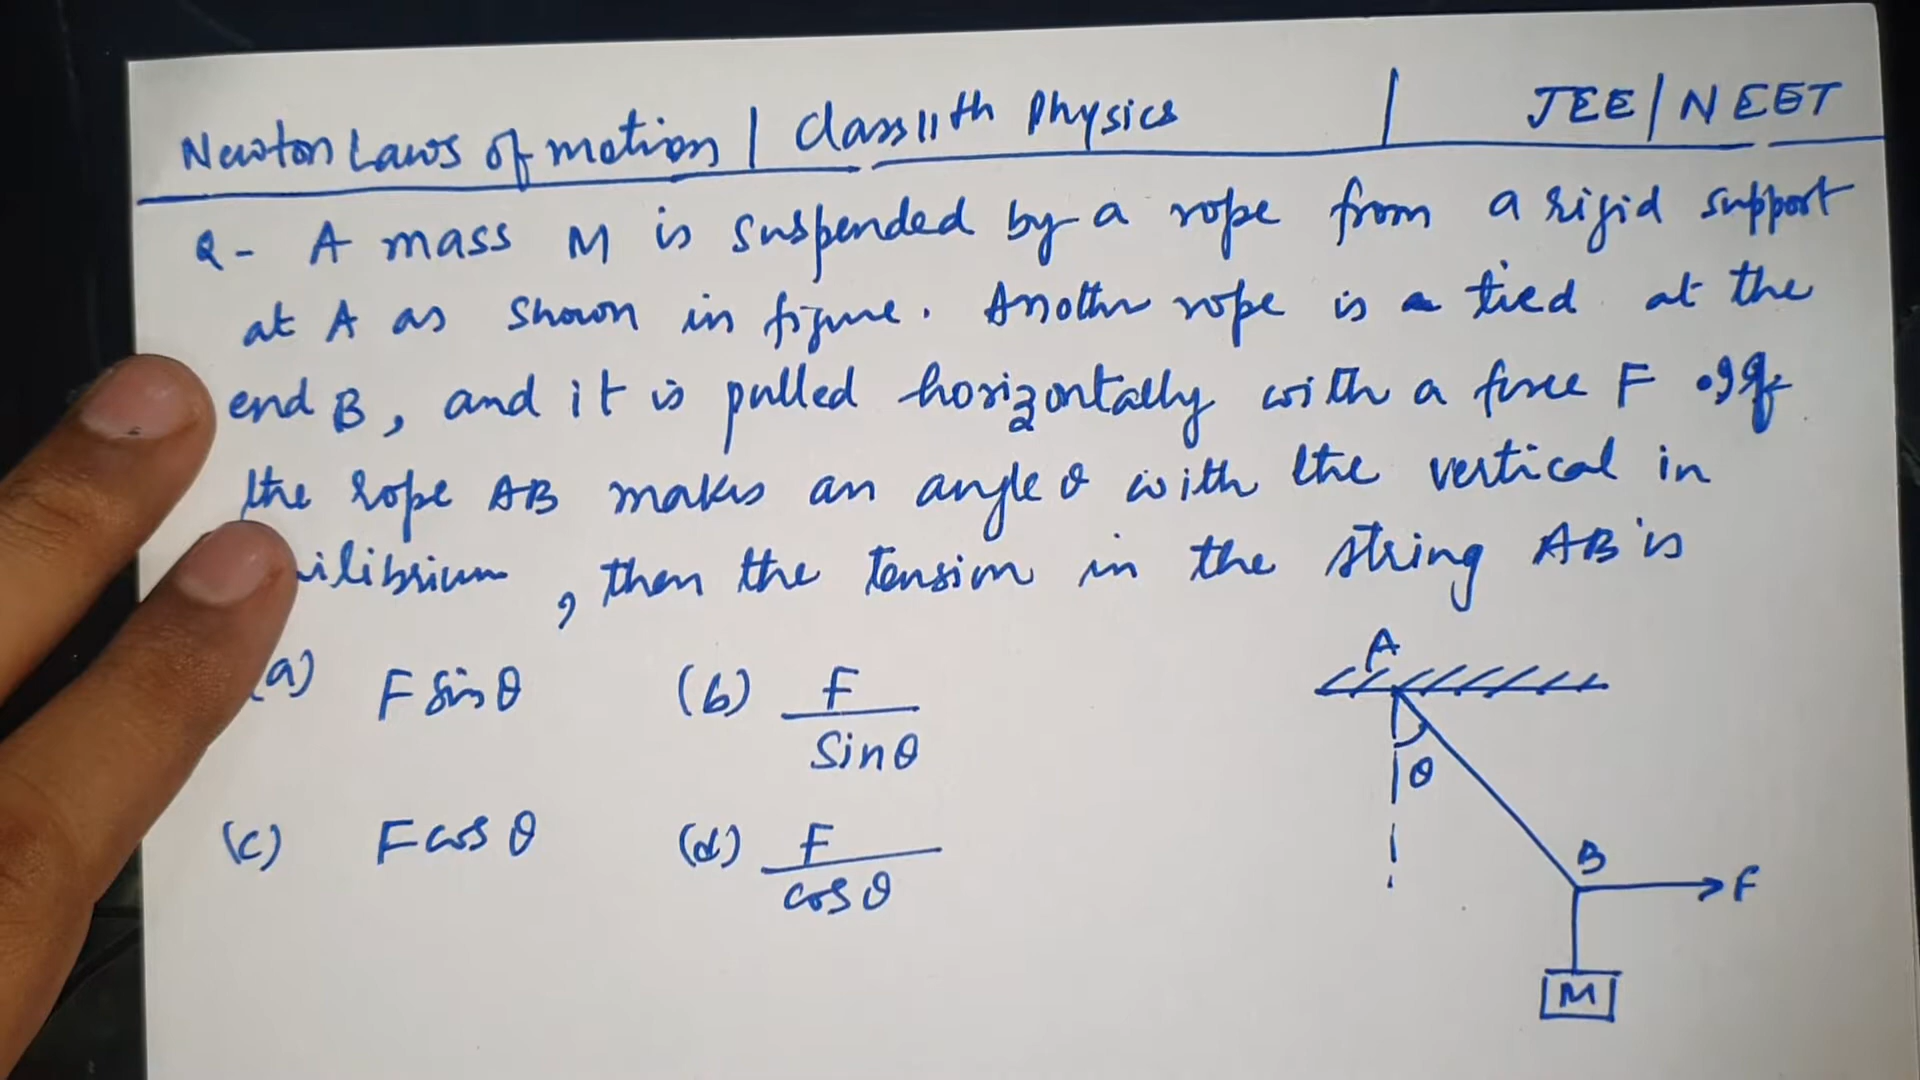 Newton Laws of motion | Class 11th Physics | JEE/NEET
Q- A mass M is suspended by a rope from a rigid support
at A as shown in figure. Another rope is tied at the
end B, and it is pulled horizontally with a force F. If
the rope AB makes an angle θ with the vertical in
ilibrium, then the tension in the string AB is
(a) F Sinθ (b) F/Sinθ
(c) F cos θ (d) F/cosθ
A
θ
B
F
M